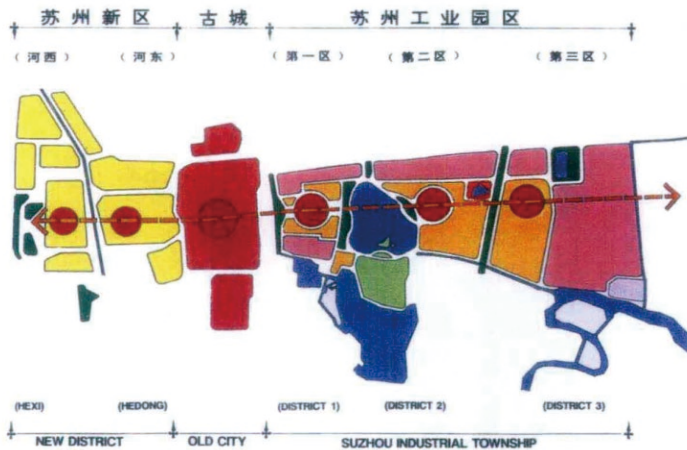 苏州新区 古城 苏州工业园区
(河西) (河东) (第一区) (第二区) (第三区)
(HEXI) (HEDONG) (DISTRICT 1) (DISTRICT 2) (DISTRICT 3)
NEW DISTRICT OLD CITY SUZHOU INDUSTRIAL TOWNSHIP